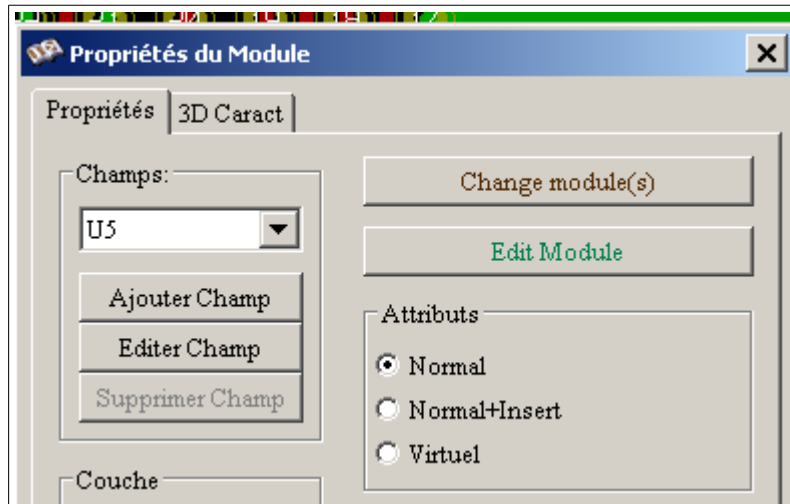 Propriétés du Module
Propriétés
3D Caract
Champs:
U5
Ajouter Champ
Editer Champ
Supprimer Champ
Couche
Change module(s)
Edit Module
Attributs
Normal
Normal+Insert
Virtuel